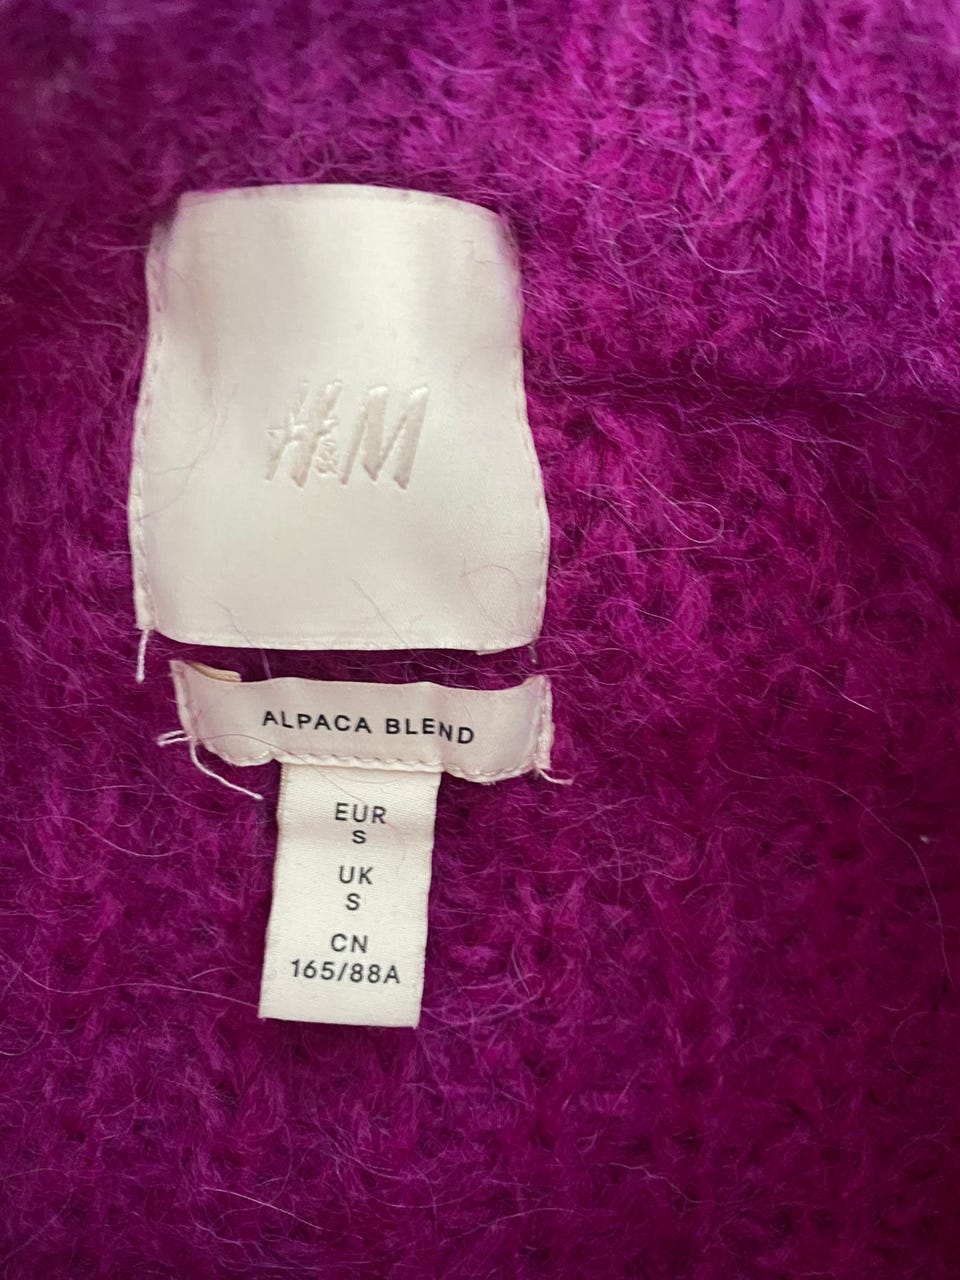 H&M
ALPACA BLEND
EUR
S
UK
S
CN
165/88A